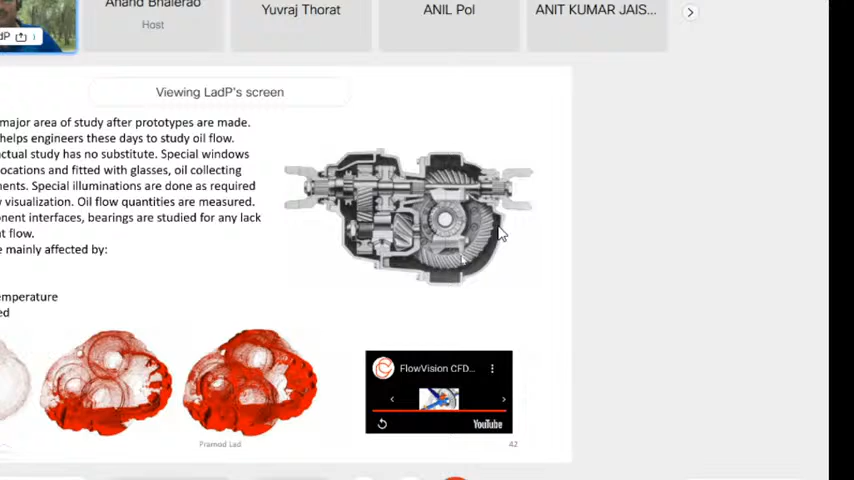 Anand Bhalerao
Host
Yuvraj Thorat
ANIL Pol
ANIT KUMAR JAIS...
dP
Viewing LadP's screen
major area of study after prototypes are made.
helps engineers these days to study oil flow.
ctual study has no substitute. Special windows
ocations and fitted with glasses, oil collecting
ments. Special illuminations are done as required
visualization. Oil flow quantities are measured.
onent interfaces, bearings are studied for any lack
t flow.
e mainly affected by:
emperature
ed
FlowVision CFD...
YouTube
Pramod Lad
42